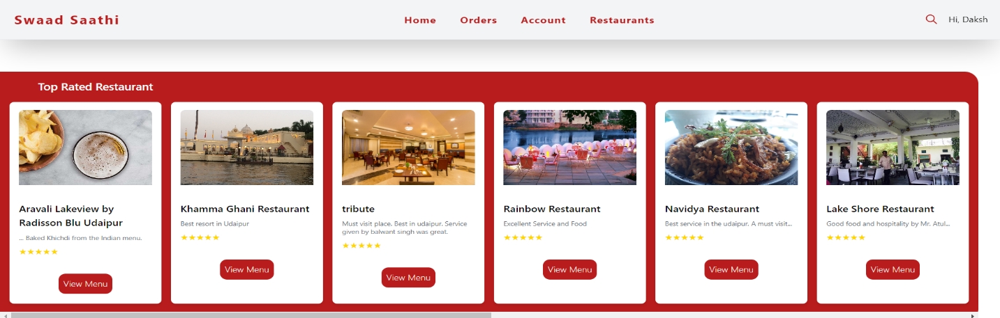 Swaad Saathi
Home
Orders
Account
Restaurants
Hi, Daksh
Top Rated Restaurant
Aravali Lakeview by
Radisson Blu Udaipur
... Baked Khichdi from the Indian menu.
★★★★★
View Menu
Khamma Ghani Restaurant
Best resort in Udaipur
★★★★★
View Menu
tribute
Must visit place. Best in udaipur. Service
given by balwant singh was great.
★★★★★
View Menu
Rainbow Restaurant
Excellent Service and Food
★★★★★
View Menu
Navidya Restaurant
Best service in the udaipur. A must visit...
★★★★★
View Menu
Lake Shore Restaurant
Good food and hospitality by Mr. Atul...
★★★★★
View Menu